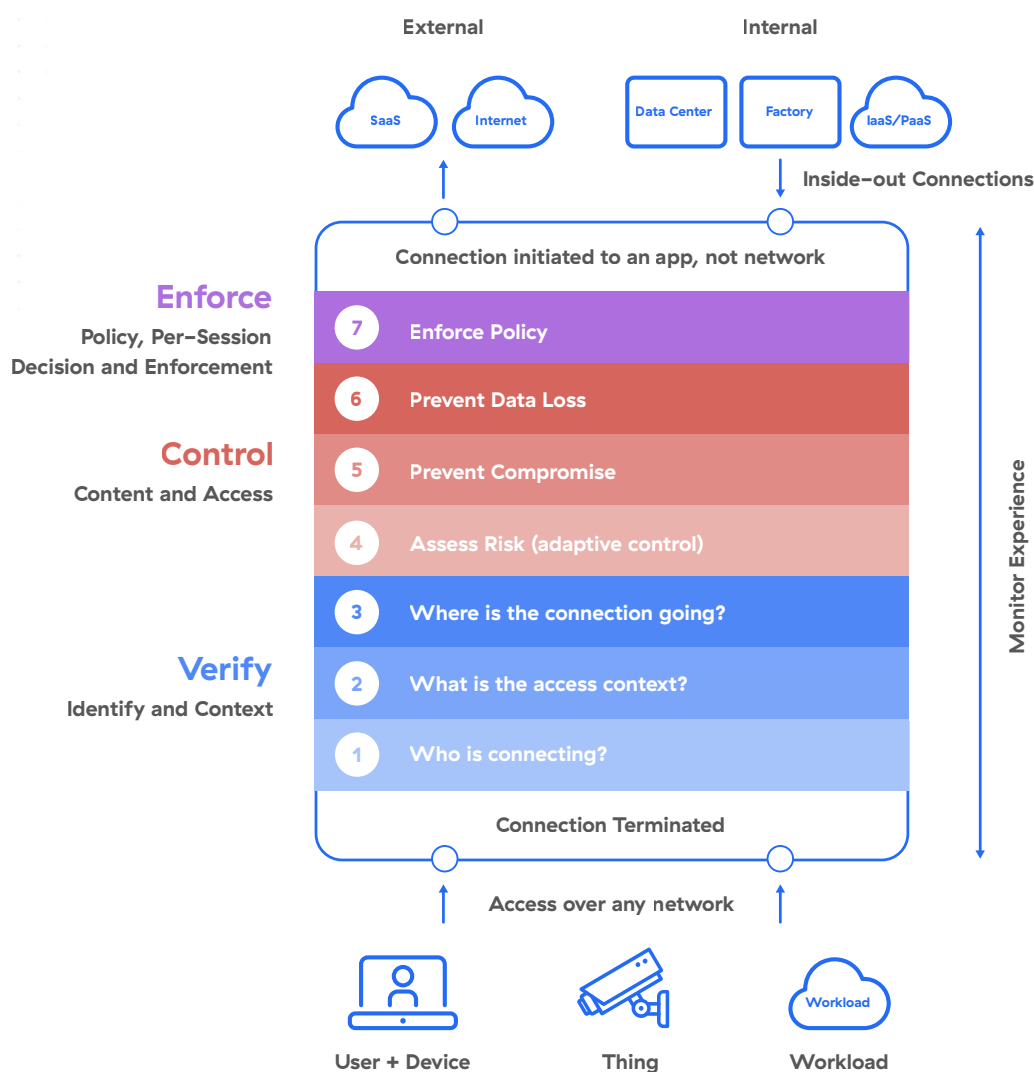 External
Internal
SaaS
Internet
Data Center
Factory
IaaS/PaaS
Inside-out Connections
Connection initiated to an app, not network
Enforce
Policy, Per-Session
Decision and Enforcement
7
Enforce Policy
6
Prevent Data Loss
Control
Content and Access
5
Prevent Compromise
4
Assess Risk (adaptive control)
3
Where is the connection going?
Verify
Identify and Context
2
What is the access context?
1
Who is connecting?
Monitor Experience
Connection Terminated
Access over any network
Workload
User + Device
Thing
Workload